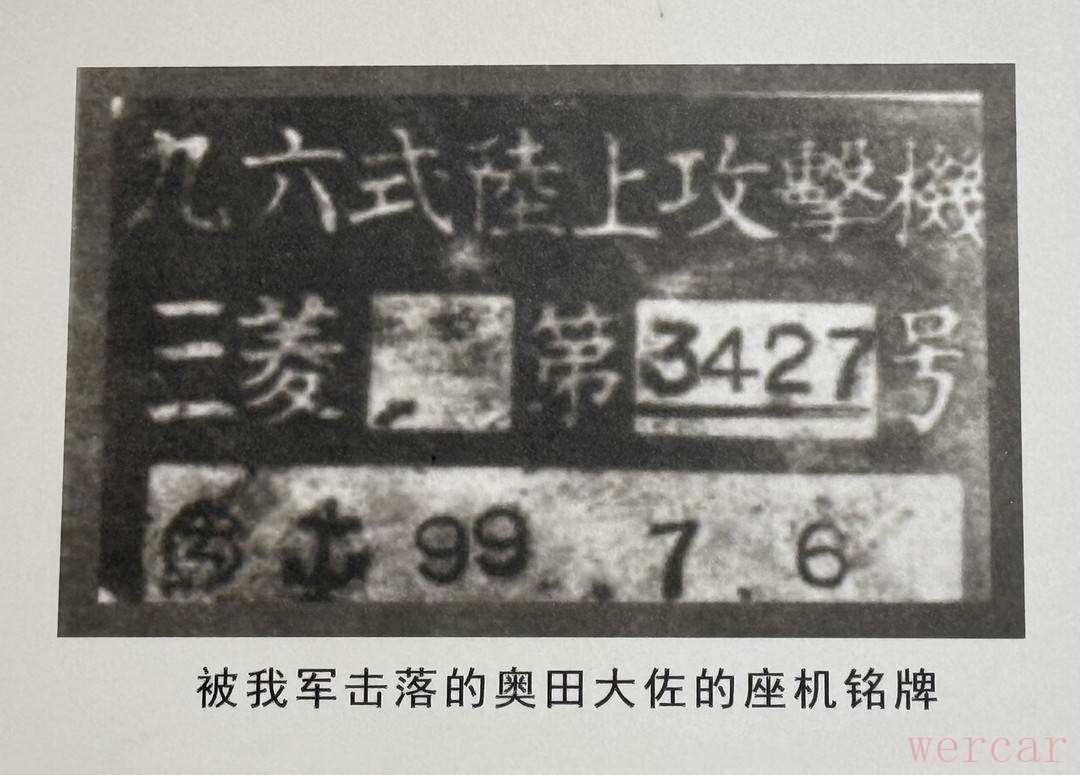 九六式陸上攻擊機
三菱 第3427号
99.7.6
被我军击落的奥田大佐的座机铭牌
wercar